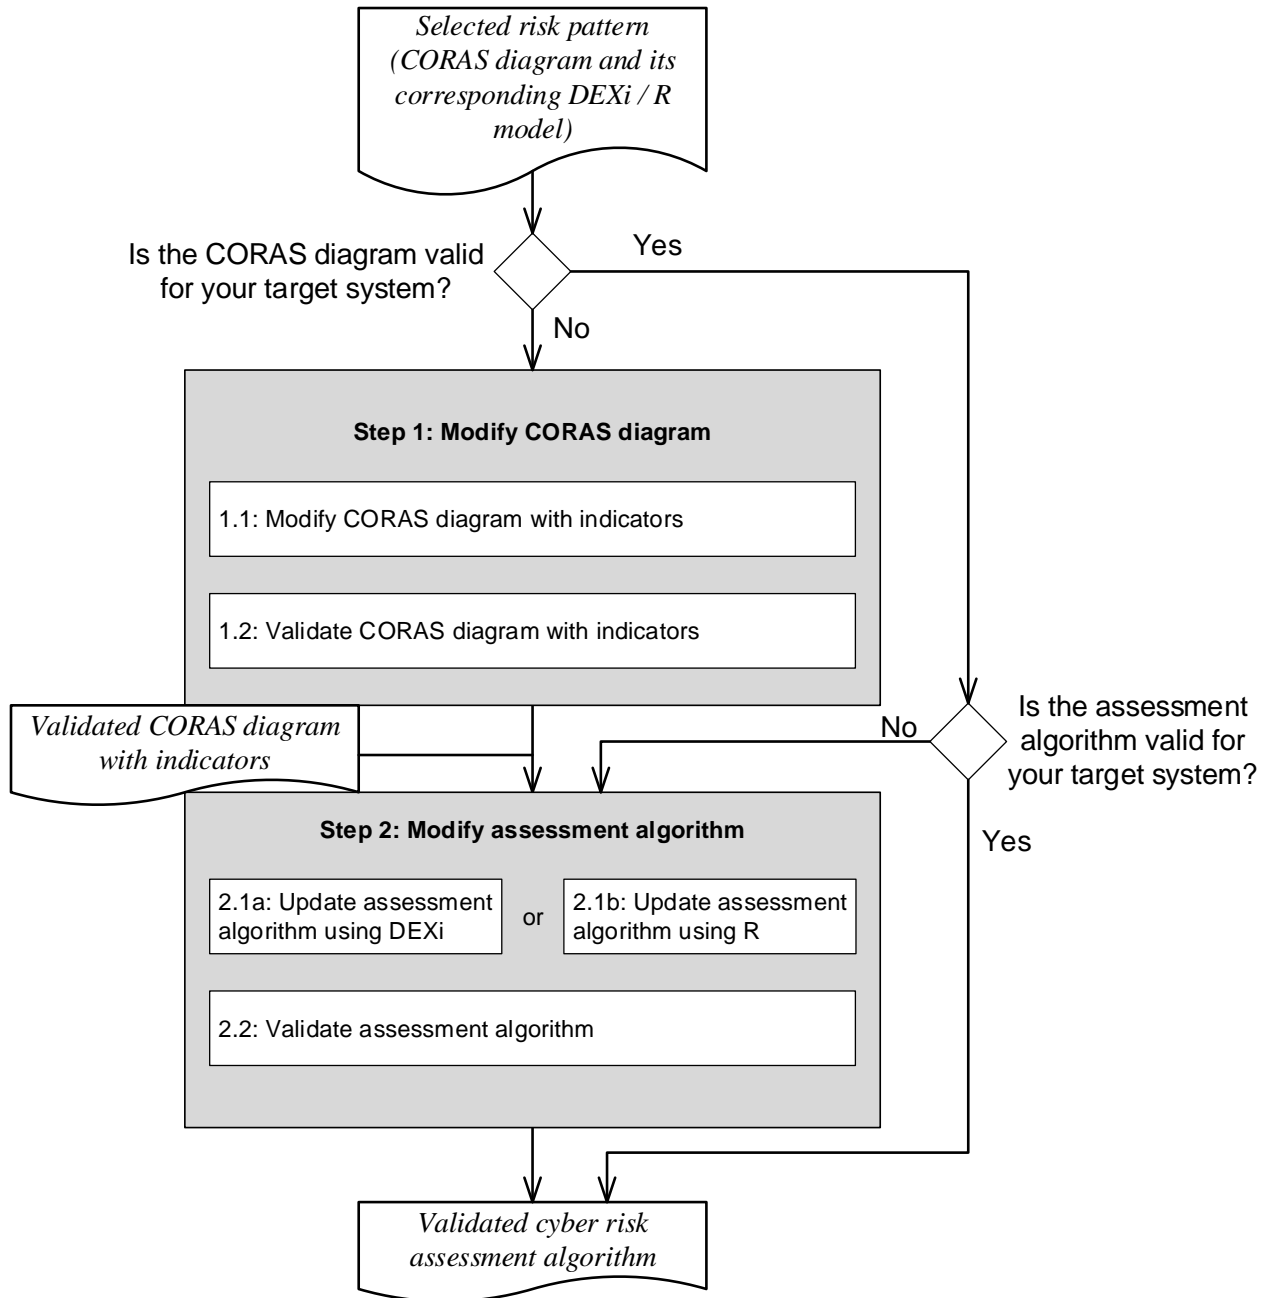 Selected risk pattern
(CORAS diagram and its
corresponding DEXi / R
model)
Is the CORAS diagram valid
for your target system?
Yes
No
Step 1: Modify CORAS diagram
1.1: Modify CORAS diagram with indicators
1.2: Validate CORAS diagram with indicators
Validated CORAS diagram
with indicators
No
Is the assessment
algorithm valid for
your target system?
Yes
Step 2: Modify assessment algorithm
2.1a: Update assessment
algorithm using DEXi
or
2.1b: Update assessment
algorithm using R
2.2: Validate assessment algorithm
Validated cyber risk
assessment algorithm